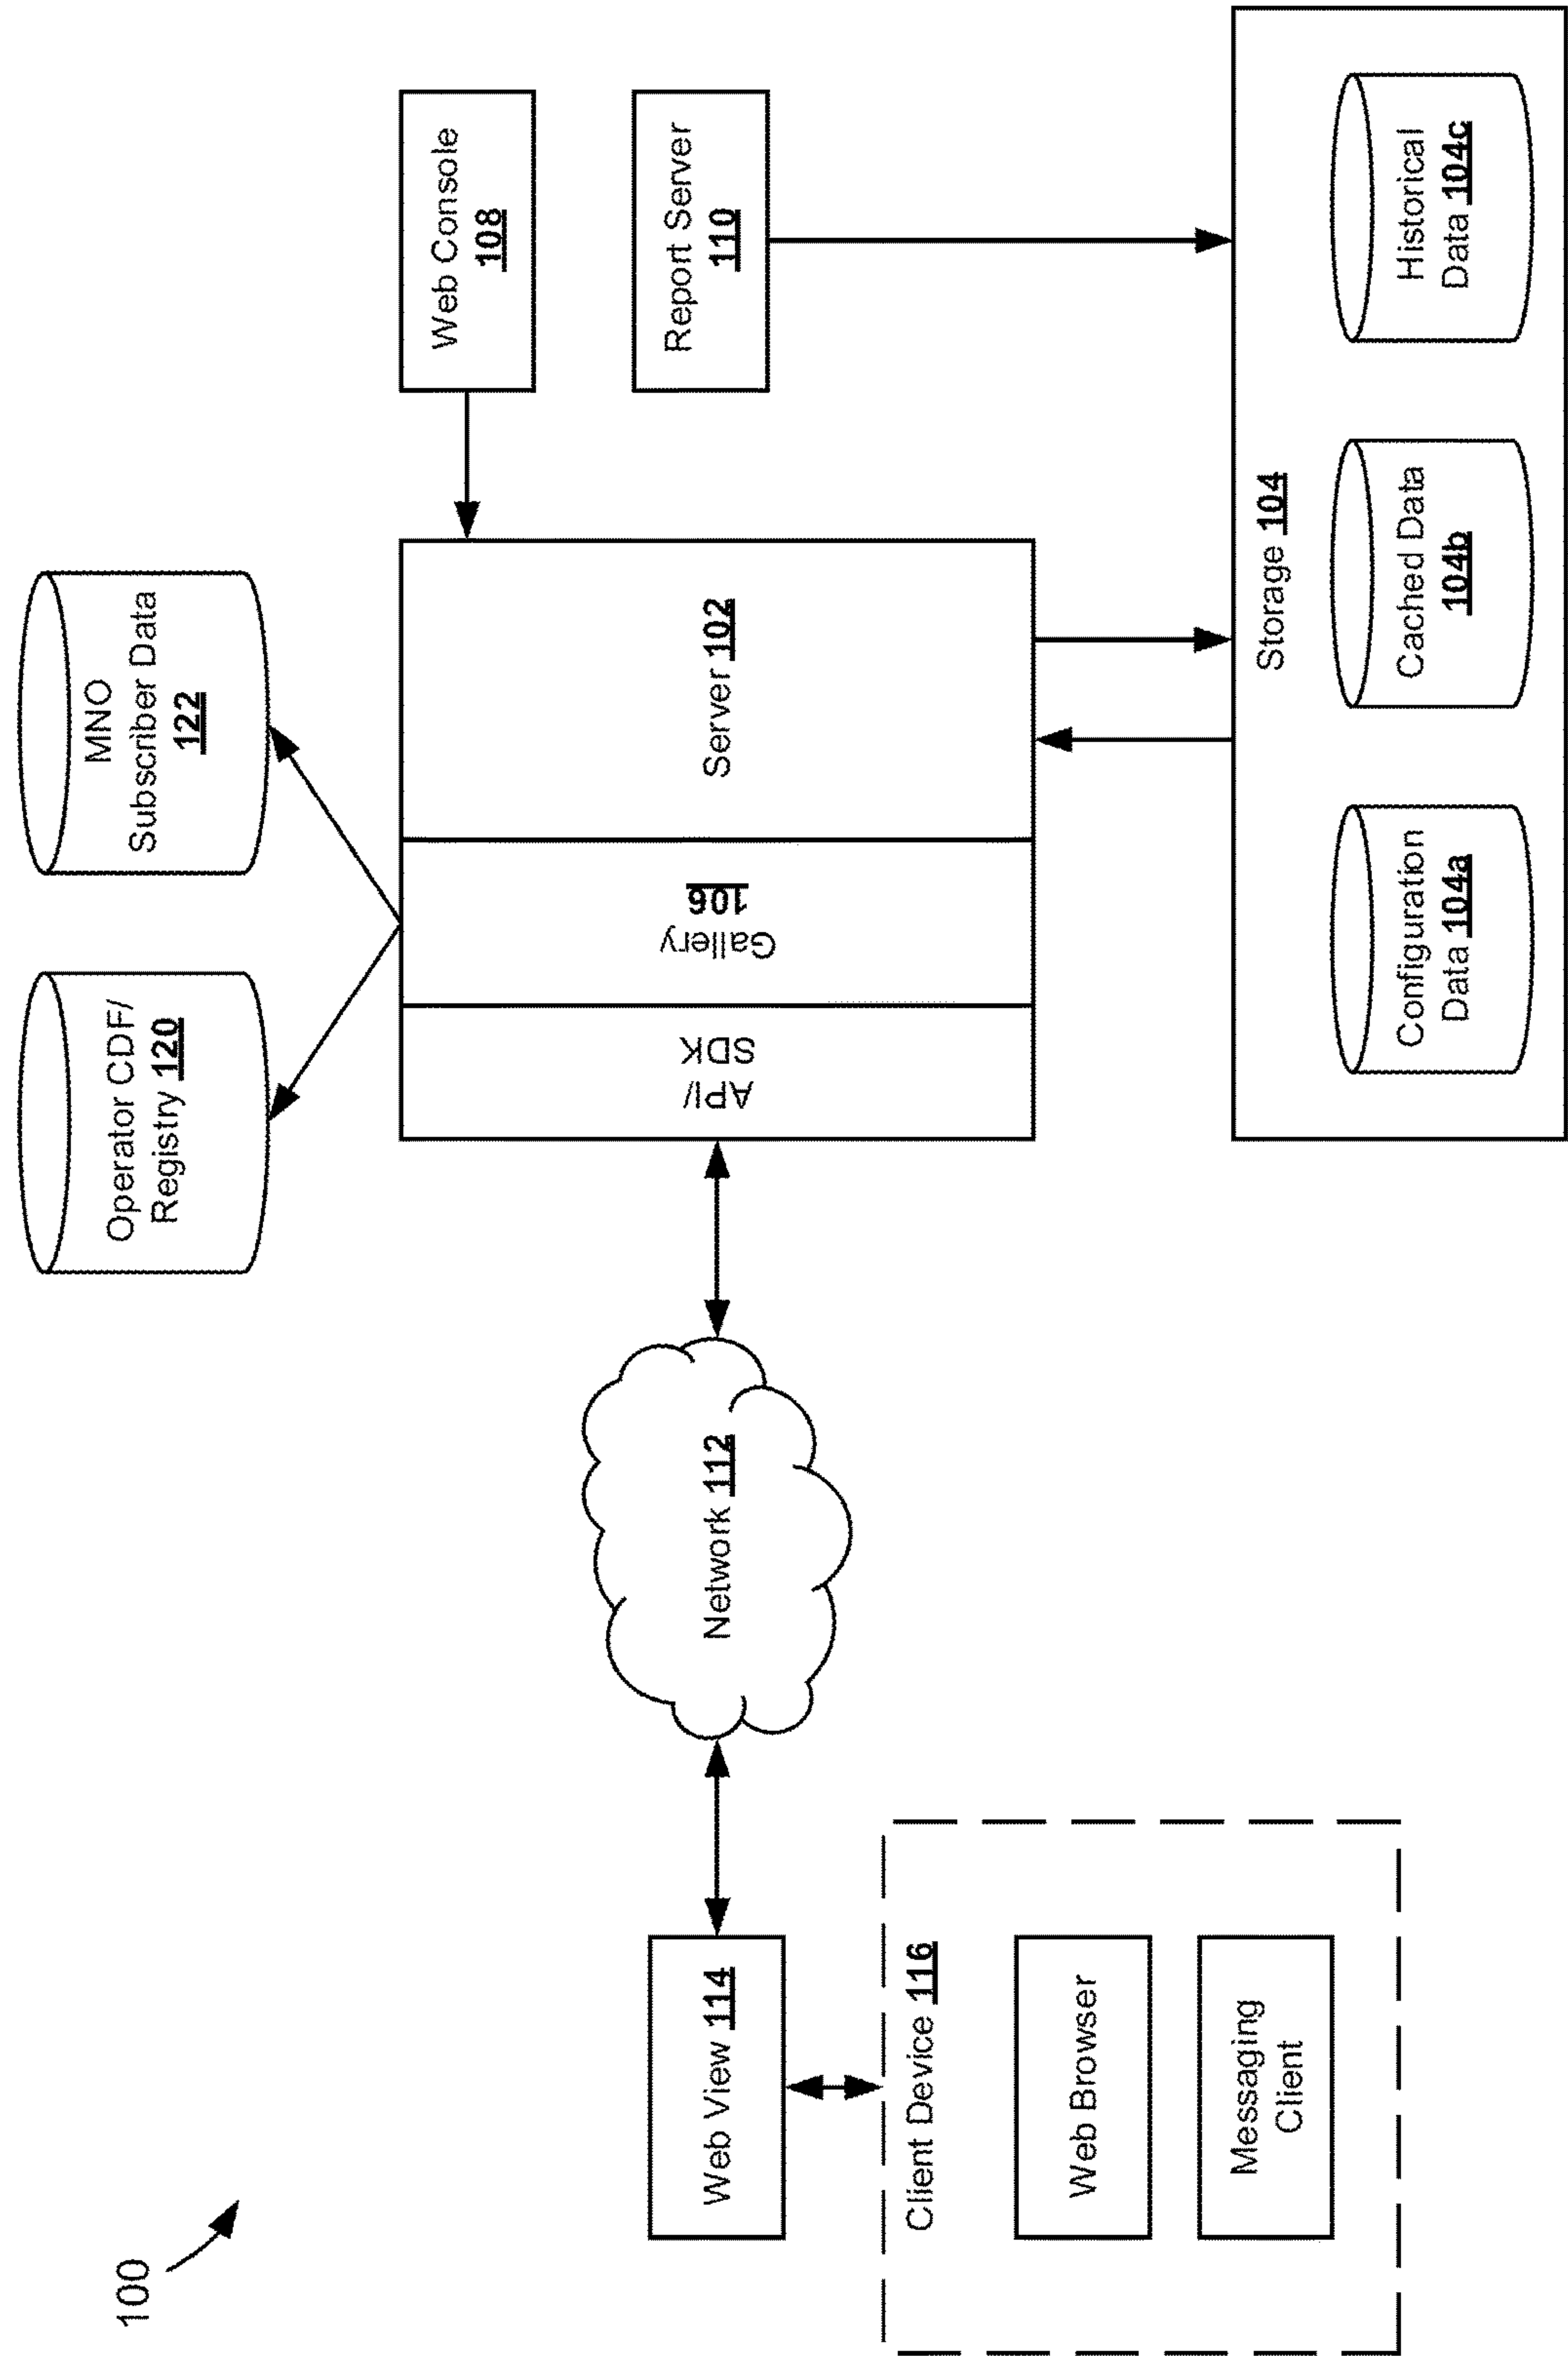 100
Operator CDF/
Registry 120
MNO
Subscriber Data
122
Web View 114
Network 112
API/
SDK
Gallery
106
Server 102
Web Console
108
Report Server
110
Client Device 116
Web Browser
Messaging
Client
Storage 104
Configuration
Data 104a
Cached Data
104b
Historical
Data 104c